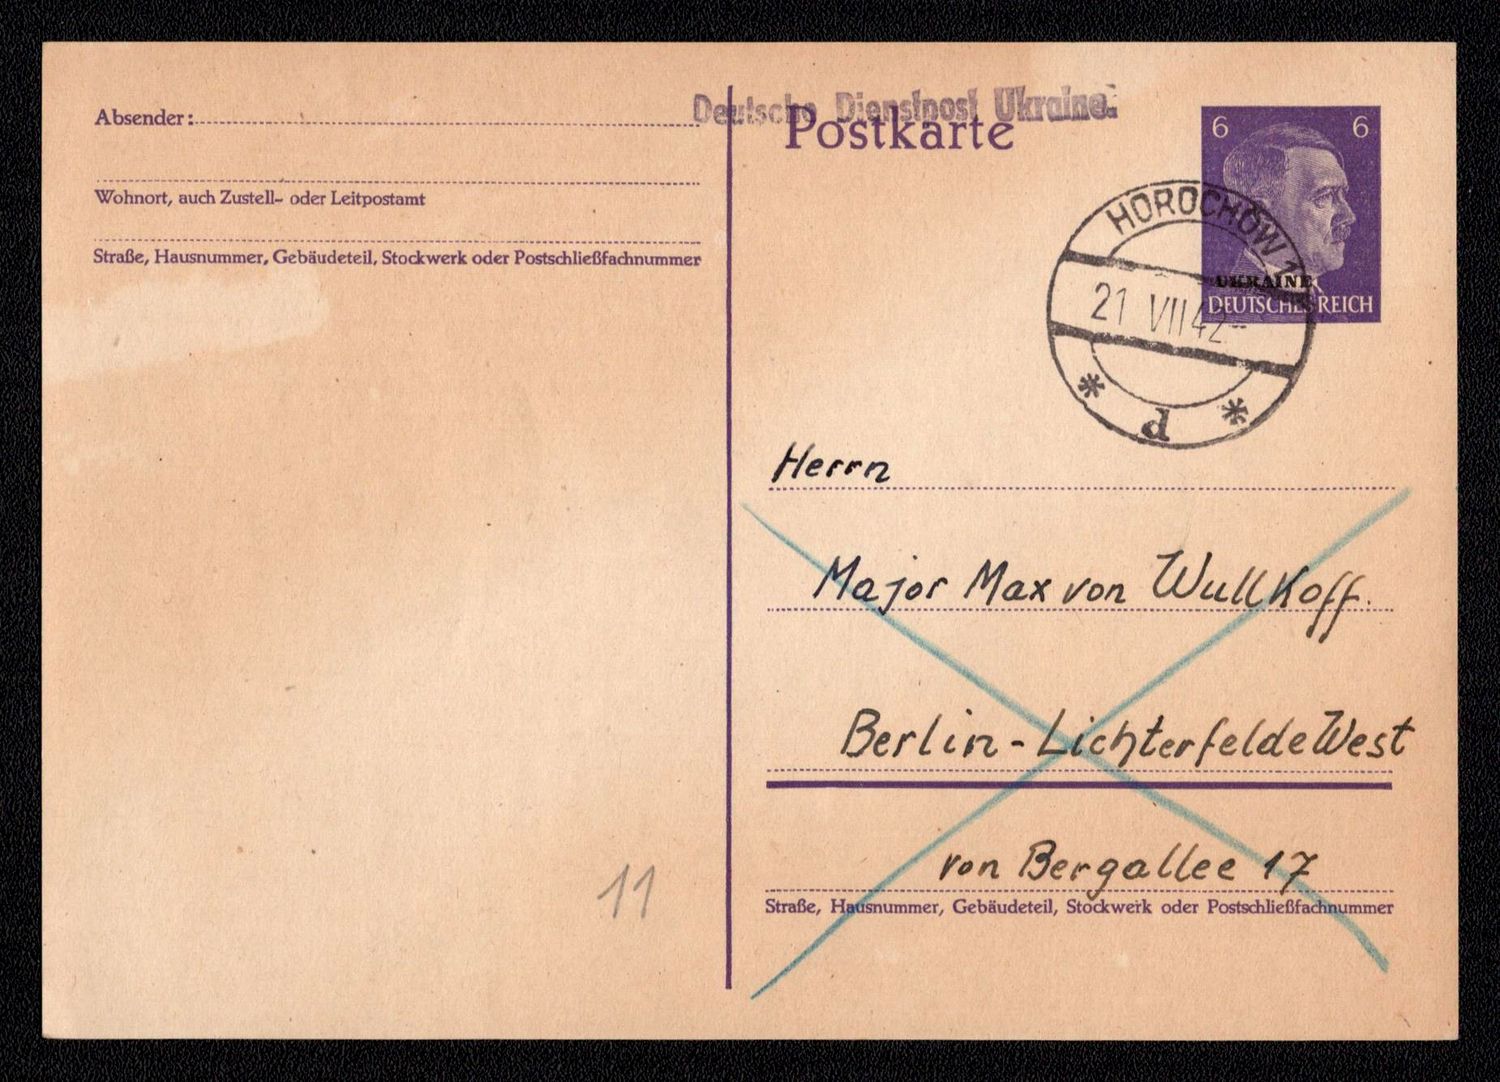 Deutsche Dienstpost Ukraine.
Postkarte
Absender:
Wohnort, auch Zustell- oder Leitpostamt
Straße, Hausnummer, Gebäudeteil, Stockwerk oder Postschließfachnummer
6 6
UKRAINE
DEUTSCHES REICH
HOROCHÓW 1
21 VII 42
* d *
Herrn
Major Max von Wullkoff.
Berlin-Lichterfelde West
von Bergallee 17
Straße, Hausnummer, Gebäudeteil, Stockwerk oder Postschließfachnummer
11